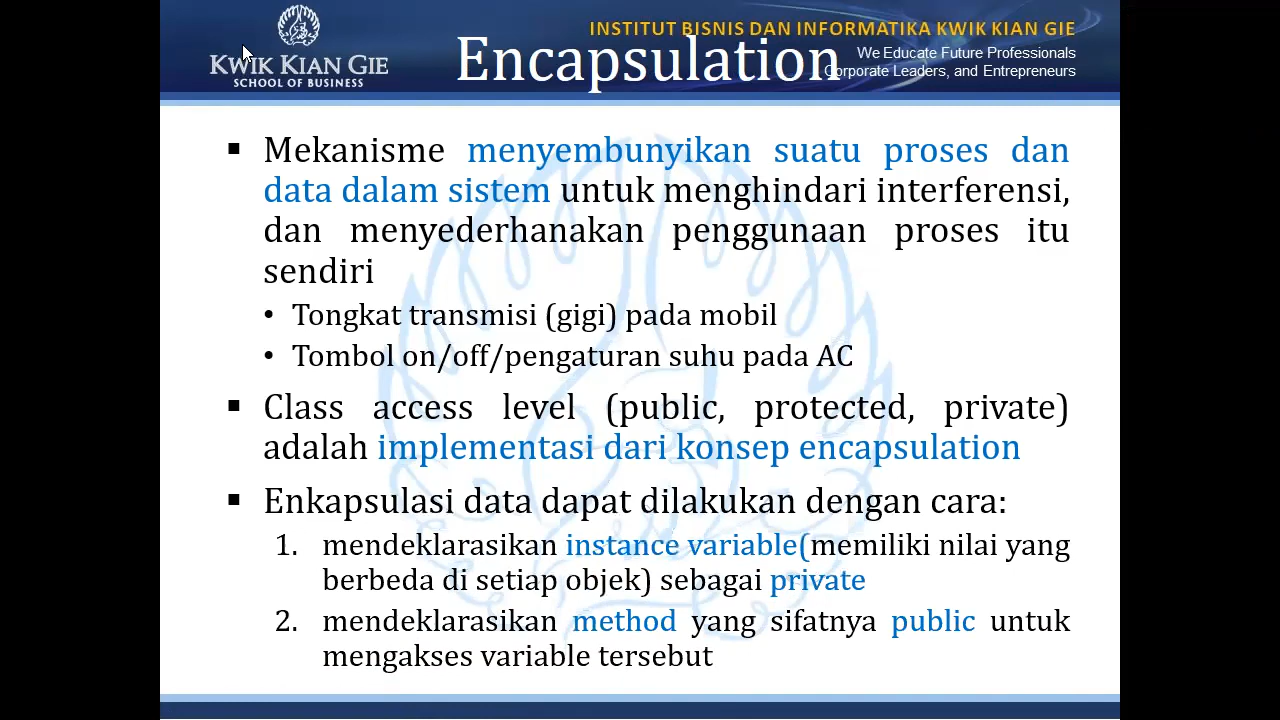 INSTITUT BISNIS DAN INFORMATIKA KWIK KIAN GIE
Encapsulation
We Educate Future Professionals
Corporate Leaders, and Entrepreneurs
KWIK KIAN GIE
SCHOOL OF BUSINESS
▪ Mekanisme menyembunyikan suatu proses dan
data dalam sistem untuk menghindari interferensi,
dan menyederhanakan penggunaan proses itu
sendiri
• Tongkat transmisi (gigi) pada mobil
• Tombol on/off/pengaturan suhu pada AC
▪ Class access level (public, protected, private)
adalah implementasi dari konsep encapsulation
▪ Enkapsulasi data dapat dilakukan dengan cara:
1. mendeklarasikan instance variable(memiliki nilai yang
berbeda di setiap objek) sebagai private
2. mendeklarasikan method yang sifatnya public untuk
mengakses variable tersebut